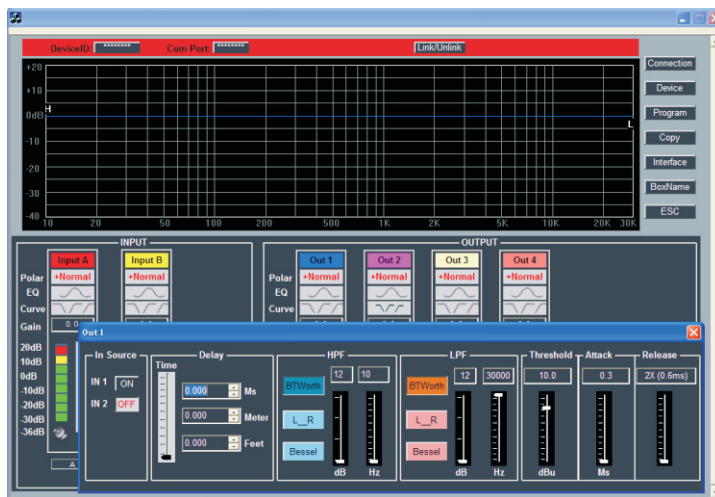 DeviceID: ******** Com Port: ******** Link/Unlink
Connection
Device
Program
Copy
Interface
BoxName
ESC
+20
+10
0dB
-10
-20
-30
-40
H
L
10 20 50 100 200 500 1K 2K 5K 10K 20K 30K
INPUT
Input A Input B
Polar +Normal +Normal
EQ
Curve
Gain 0.0
20dB
10dB
0dB
-10dB
-20dB
-30dB
-36dB
A
OUTPUT
Out 1 Out 2 Out 3 Out 4
Polar +Normal +Normal +Normal +Normal
EQ
Curve
Out 1
In Source
IN 1 ON
IN 2 OFF
Delay
Time
0.000 Ms
0.000 Meter
0.000 Feet
HPF
BTWorth 12 10
L__R
Bessel
dB Hz
LPF
BTWorth 12 30000
L__R
Bessel
dB Hz
Threshold
10.0
dBu
Attack
0.3
Ms
Release
2X (0.6ms)